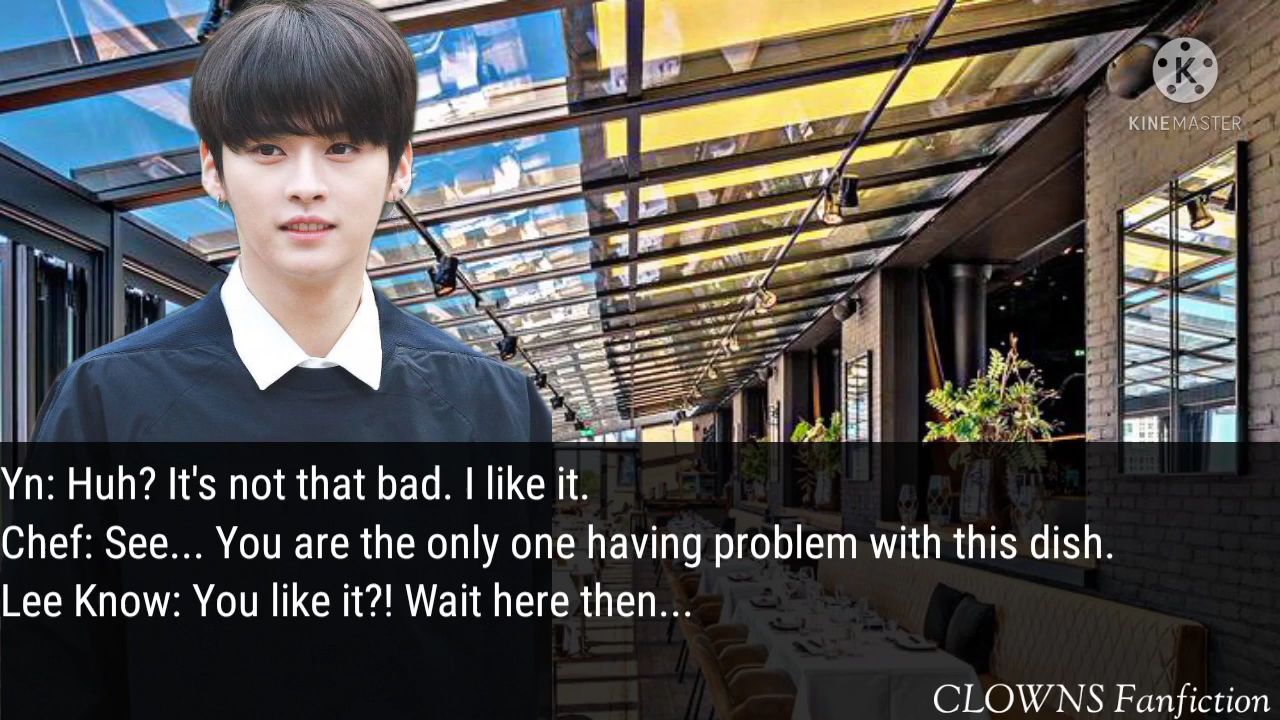 K
KINEMASTER
Yn: Huh? It's not that bad. I like it.
Chef: See... You are the only one having problem with this dish.
Lee Know: You like it?! Wait here then...
CLOWNS Fanfiction